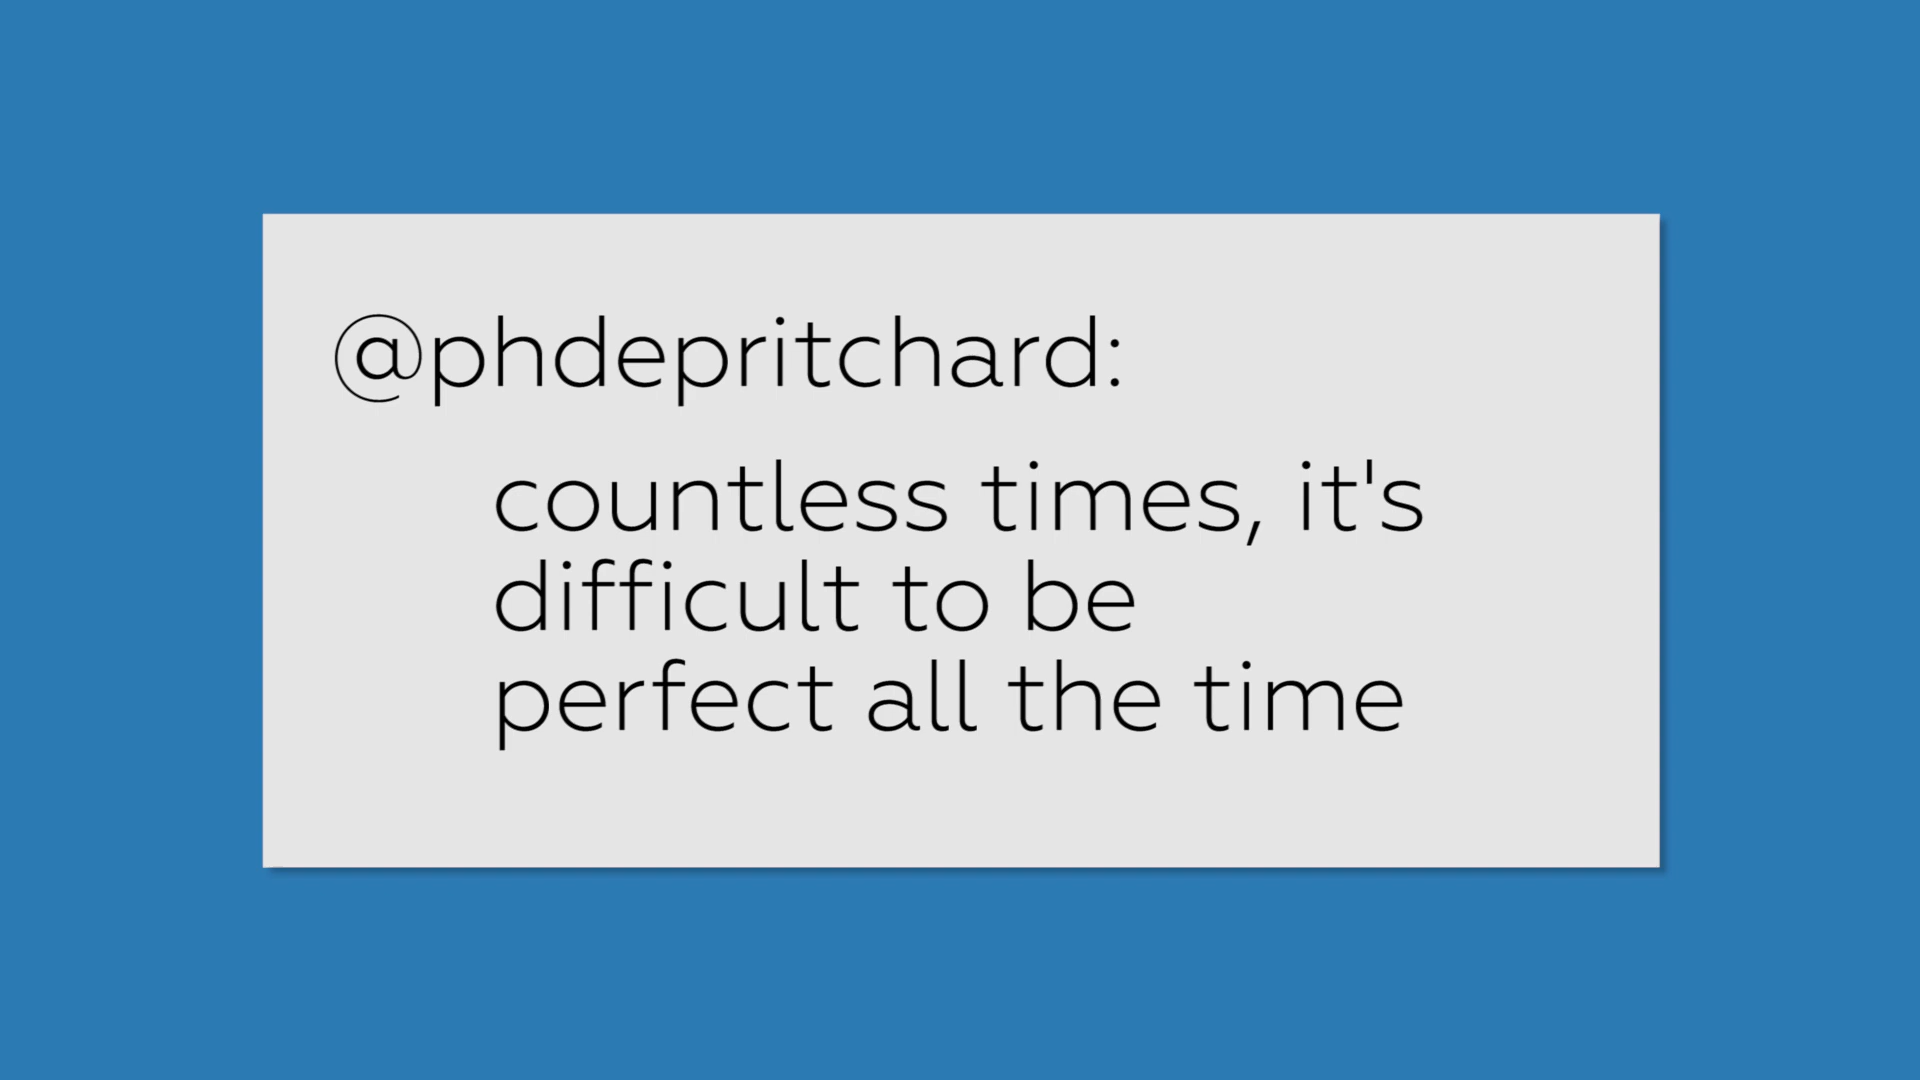 @phdepritchard:
countless times, it's
difficult to be
perfect all the time